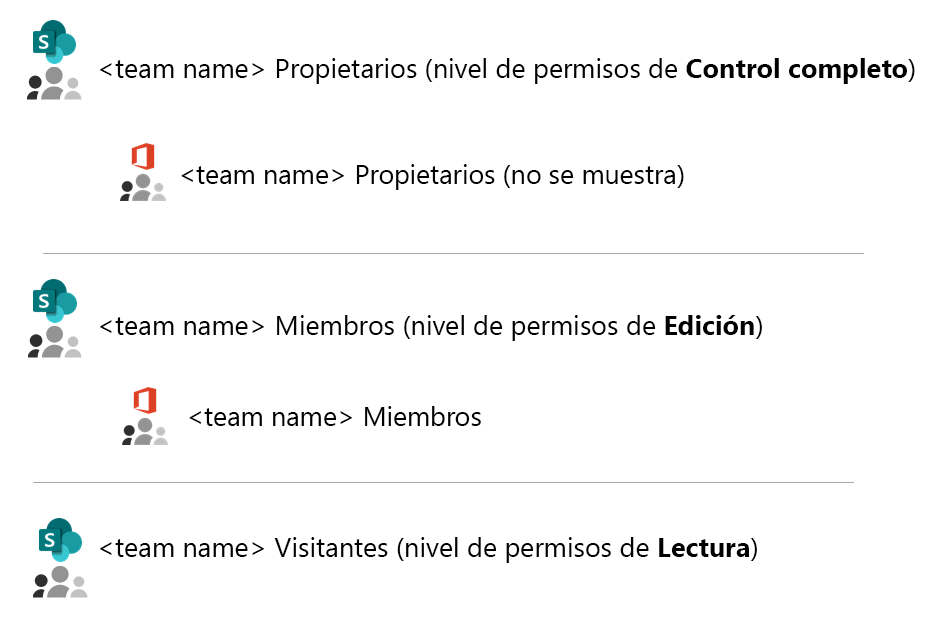 S
<team name> Propietarios (nivel de permisos de Control completo)
<team name> Propietarios (no se muestra)
S
<team name> Miembros (nivel de permisos de Edición)
<team name> Miembros
S
<team name> Visitantes (nivel de permisos de Lectura)